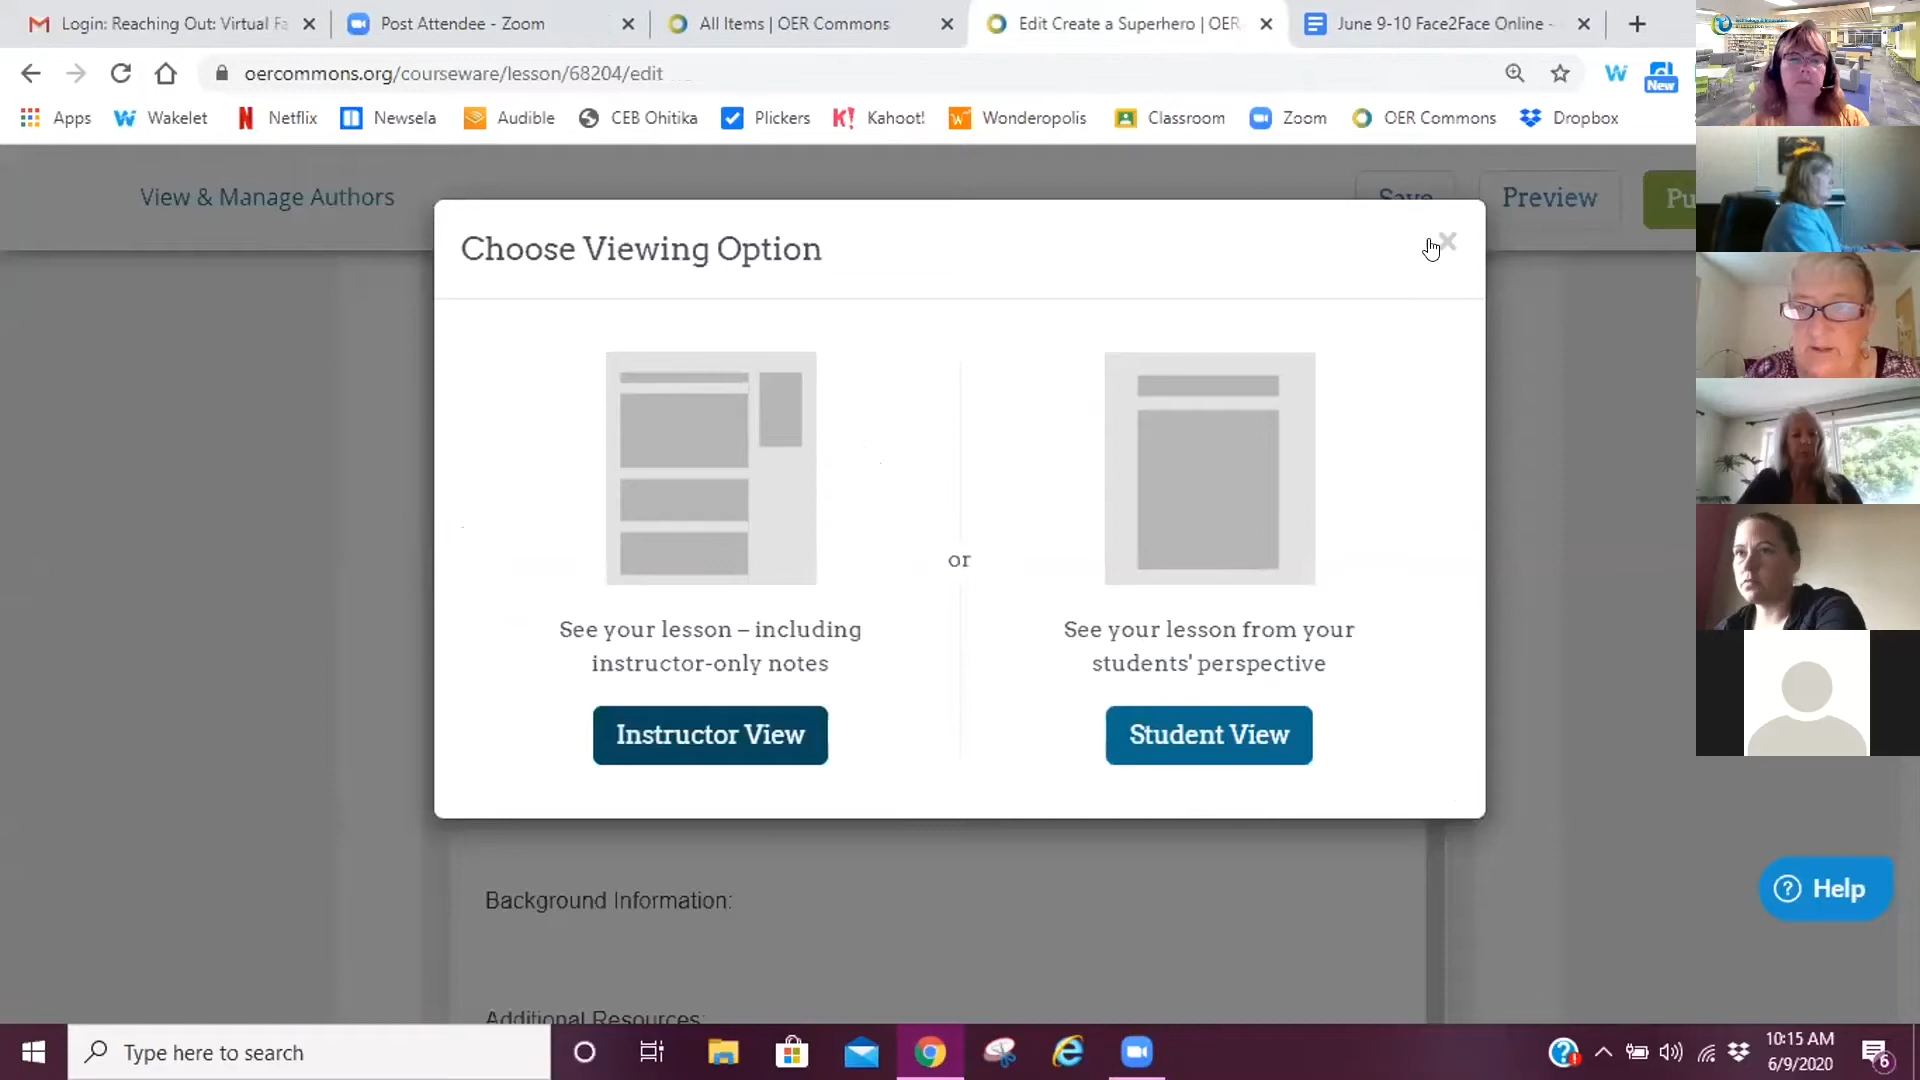 Login: Reaching Out: Virtual Fa
Post Attendee - Zoom
All Items | OER Commons
Edit Create a Superhero | OER
June 9-10 Face2Face Online -
oercommons.org/courseware/lesson/68204/edit
New
Apps
Wakelet
Netflix
Newsela
Audible
CEB Ohitika
Plickers
Kahoot!
Wonderopolis
Classroom
Zoom
OER Commons
Dropbox
View & Manage Authors
Save
Preview
Pu
Choose Viewing Option
See your lesson – including
instructor-only notes
Instructor View
or
See your lesson from your
students' perspective
Student View
Background Information:
Additional Resources:
Help
Type here to search
10:15 AM
6/9/2020
6